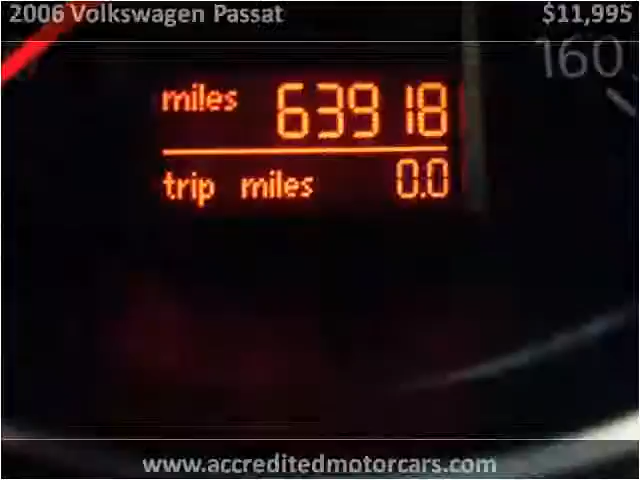 2006 Volkswagen Passat $11,995
160
miles 63918
trip miles 0.0
www.accreditedmotorcars.com